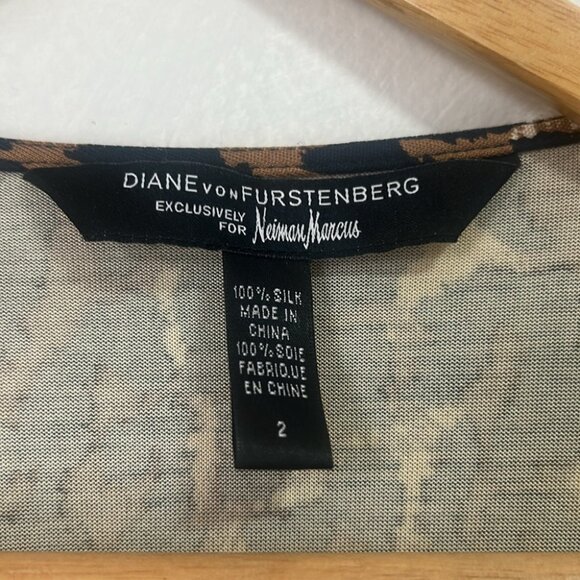 DIANE VON FURSTENBERG
EXCLUSIVELY FOR Neiman Marcus
100% SILK
MADE IN
CHINA
100% SOIE
FABRIQUE
EN CHINE
2